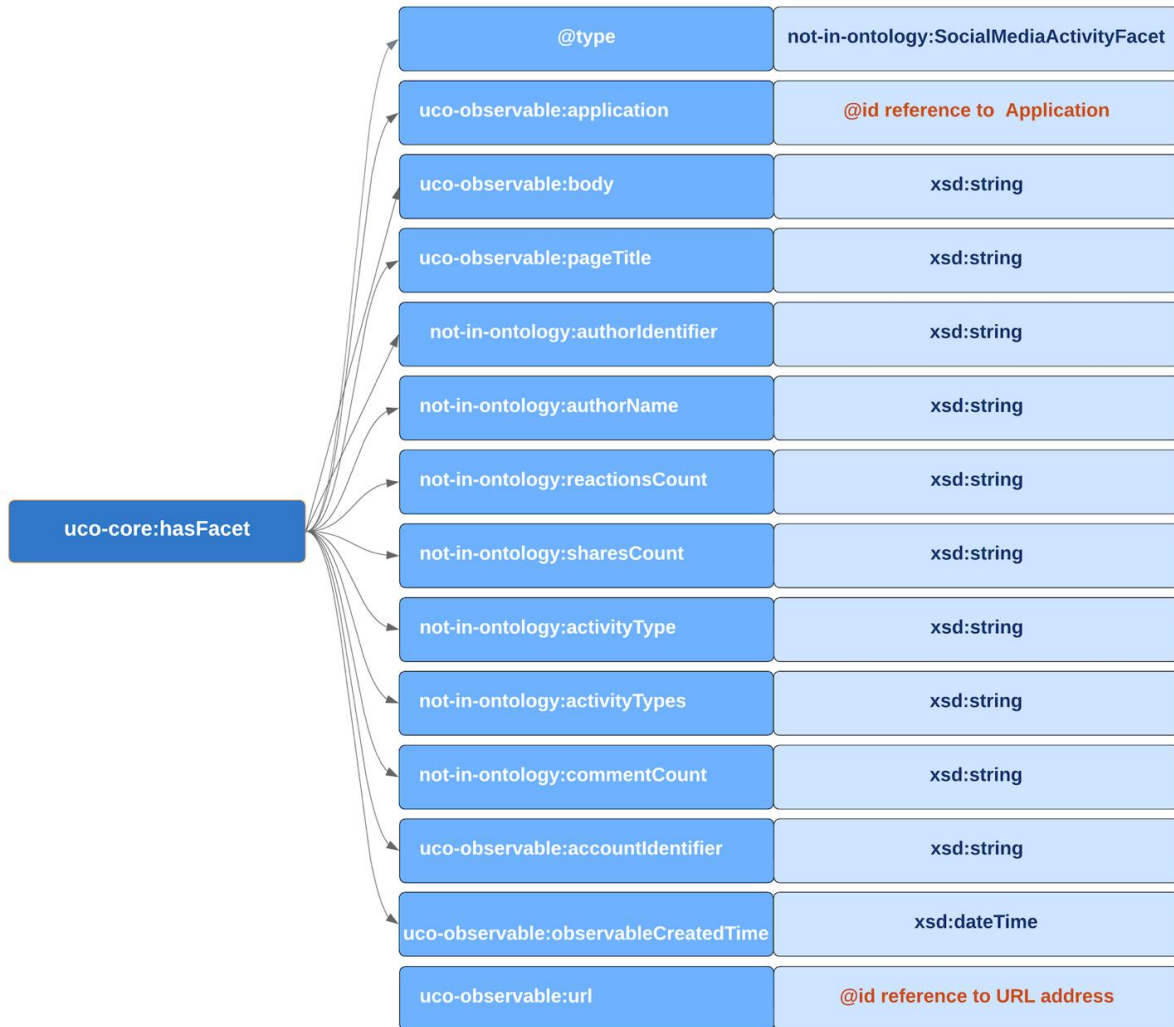 @type not-in-ontology:SocialMediaActivityFacet
uco-observable:application @id reference to Application
uco-observable:body xsd:string
uco-observable:pageTitle xsd:string
not-in-ontology:authorIdentifier xsd:string
not-in-ontology:authorName xsd:string
not-in-ontology:reactionsCount xsd:string
uco-core:hasFacet
not-in-ontology:sharesCount xsd:string
not-in-ontology:activityType xsd:string
not-in-ontology:activityTypes xsd:string
not-in-ontology:commentCount xsd:string
uco-observable:accountIdentifier xsd:string
uco-observable:observableCreatedTime xsd:dateTime
uco-observable:url @id reference to URL address